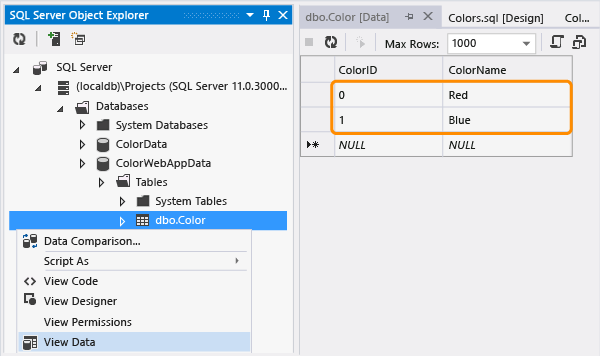 SQL Server Object Explorer
SQL Server
(localdb)\Projects (SQL Server 11.0.3000...
Databases
System Databases
ColorData
ColorWebAppData
Tables
System Tables
dbo.Color
Data Comparison...
Script As
View Code
View Designer
View Permissions
View Data
dbo.Color [Data] Colors.sql [Design] Col...
Max Rows: 1000
ColorID ColorName
0 Red
1 Blue
NULL NULL